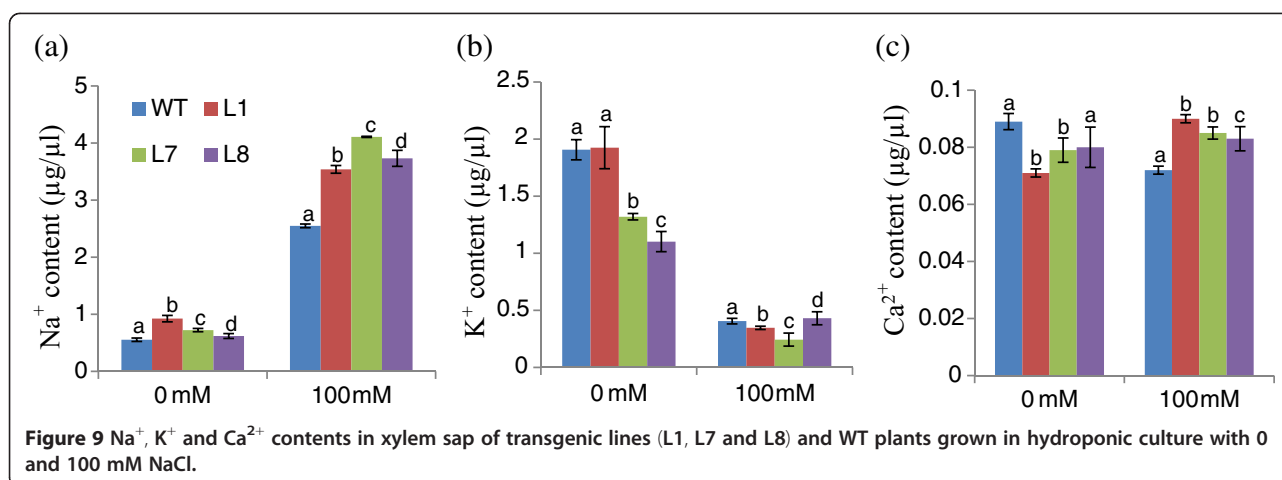 (a)
Na⁺ content (µg/µl)
5
4
3
2
1
0
WT L1
L7 L8
a b c d
a b c d
0 mM 100mM
(b)
K⁺ content (µg/µl)
2.5
2
1.5
1
0.5
0
a a b c
a b c d
0 mM 100mM
(c)
Ca²⁺ content (µg/µl)
0.1
0.08
0.06
0.04
0.02
0
a b b a
a b b c
0 mM 100mM
Figure 9 Na⁺, K⁺ and Ca²⁺ contents in xylem sap of transgenic lines (L1, L7 and L8) and WT plants grown in hydroponic culture with 0
and 100 mM NaCl.